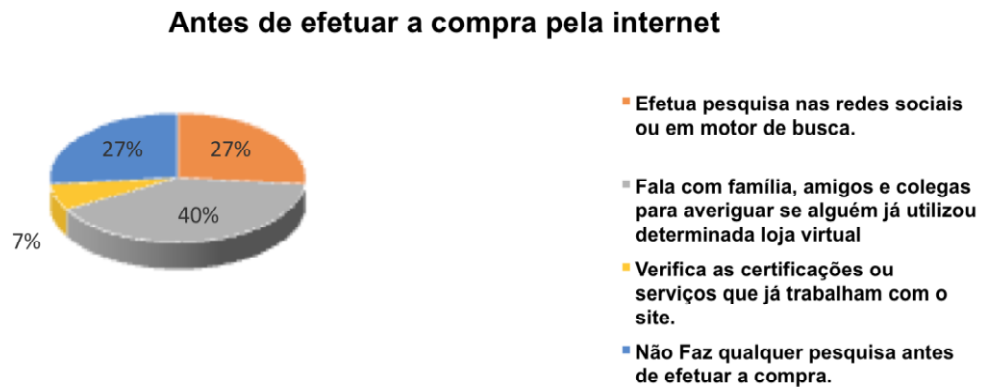 Antes de efetuar a compra pela internet
27%
27%
40%
7%
Efetua pesquisa nas redes sociais
ou em motor de busca.
Fala com família, amigos e colegas
para averiguar se alguém já utilizou
determinada loja virtual
Verifica as certificações ou
serviços que já trabalham com o
site.
Não Faz qualquer pesquisa antes
de efetuar a compra.